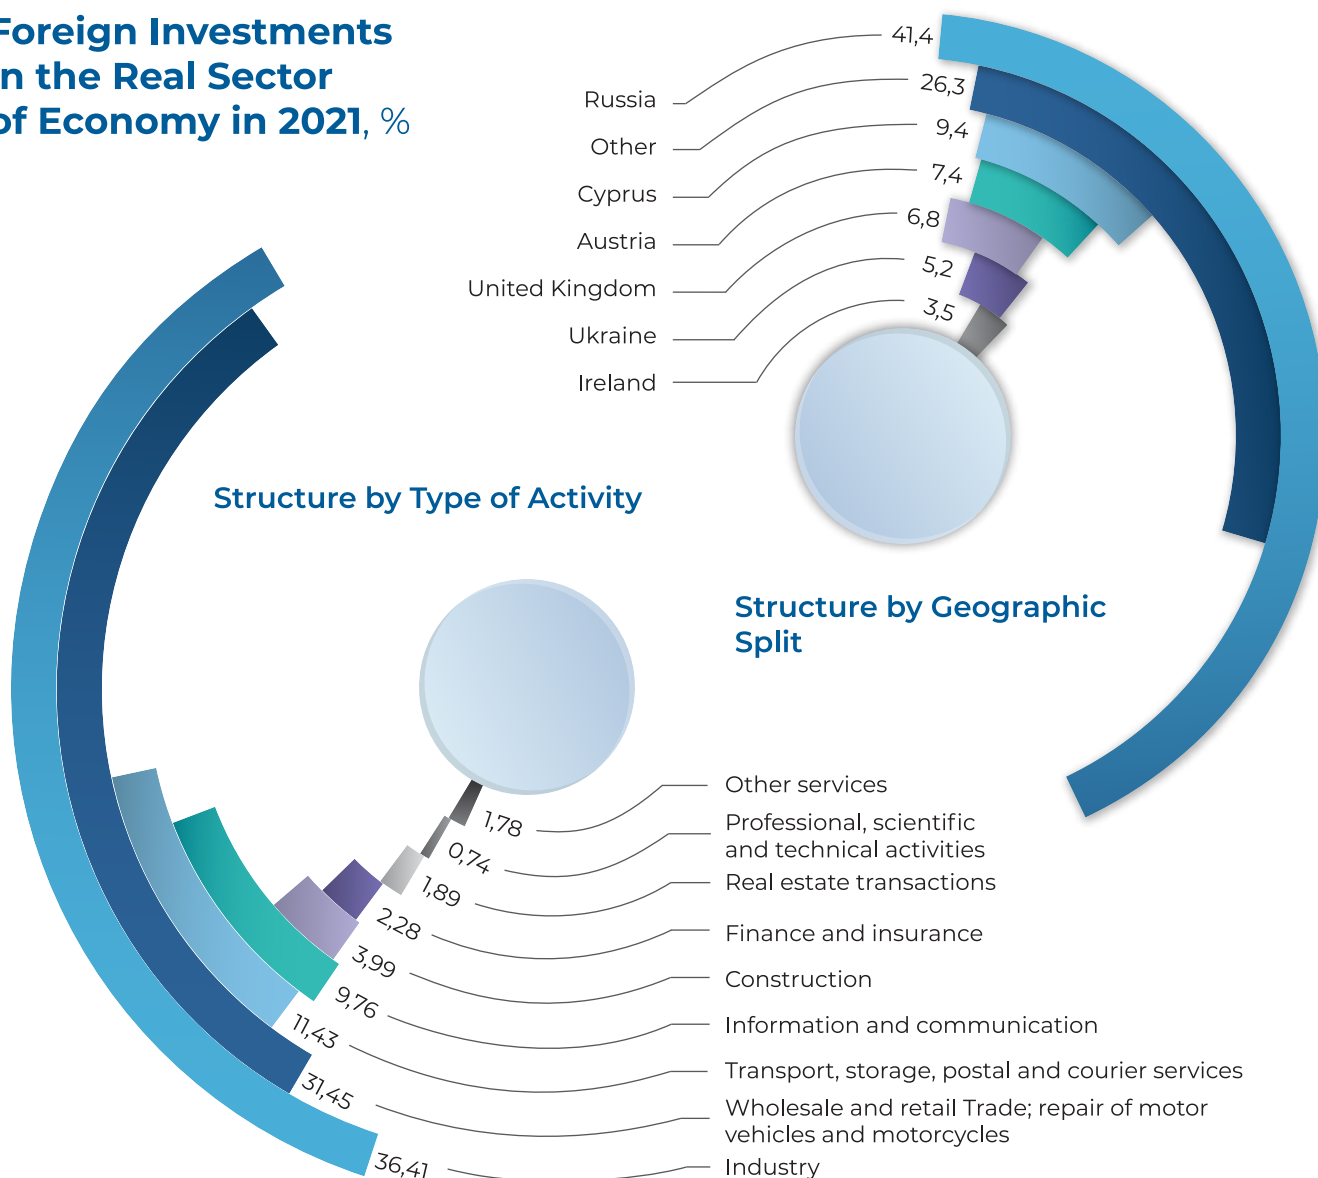 Foreign Investments
in the Real Sector
of Economy in 2021, %
Russia
41,4
Other
26,3
Cyprus
9,4
Austria
7,4
United Kingdom
6,8
Ukraine
5,2
Ireland
3,5
Structure by Type of Activity
Structure by Geographic
Split
1,78
Other services
0,74
Professional, scientific
and technical activities
1,89
Real estate transactions
2,28
Finance and insurance
3,99
Construction
9,76
Information and communication
11,43
Transport, storage, postal and courier services
31,45
Wholesale and retail Trade; repair of motor
vehicles and motorcycles
36,41
Industry